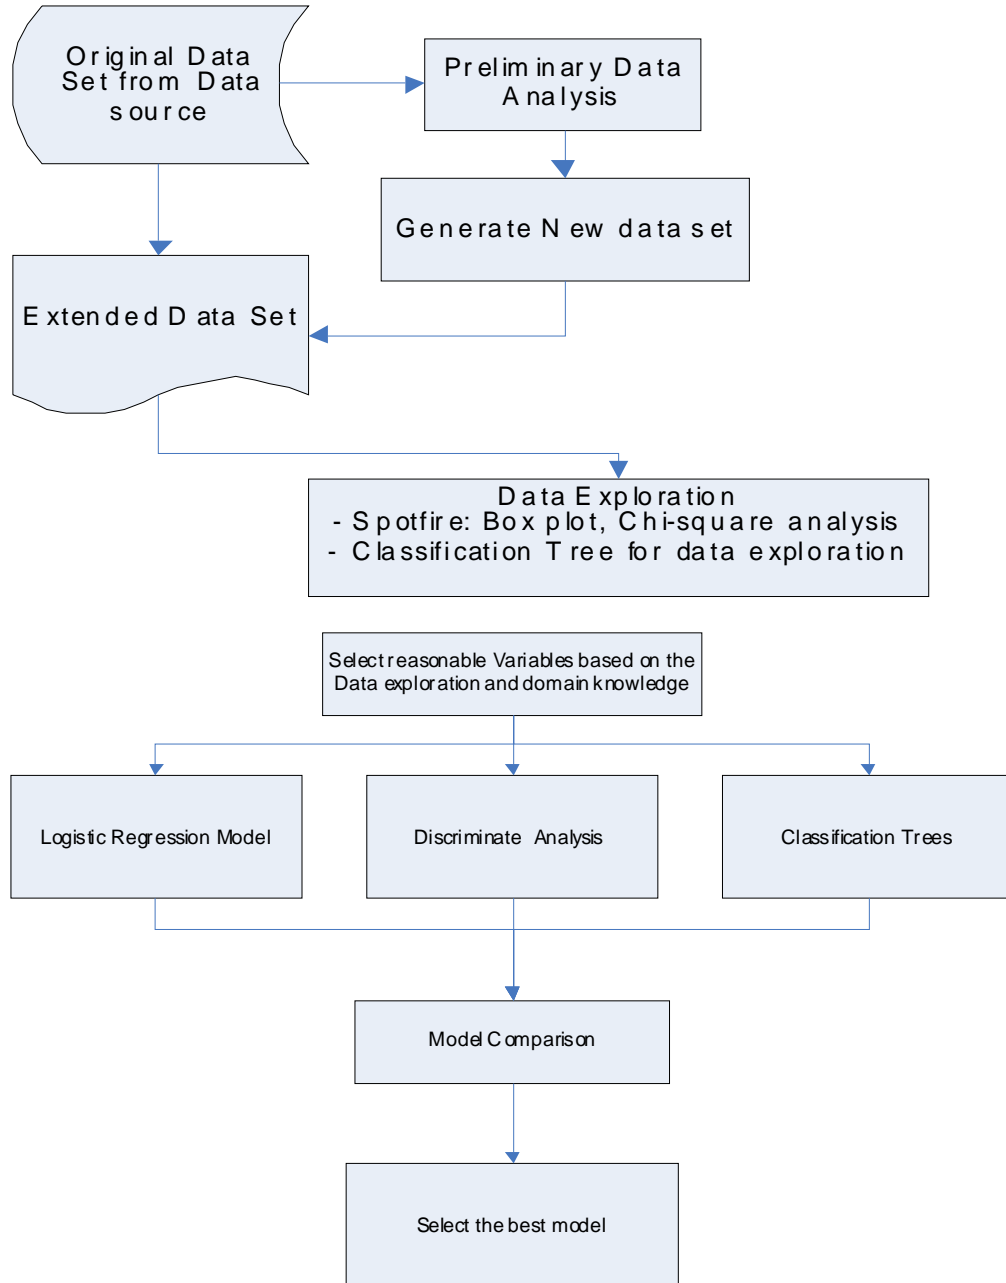 Original Data
Set from Data
source
Preliminary Data
Analysis
Generate New dataset
Extended Data Set
Data Exploration
- Spotfire: Box plot, Chi-square analysis
- Classification Tree for data exploration
Select reasonable Variables based on the
Data exploration and domain knowledge
Logistic Regression Model
Discriminate Analysis
Classification Trees
Model Comparison
Select the best model